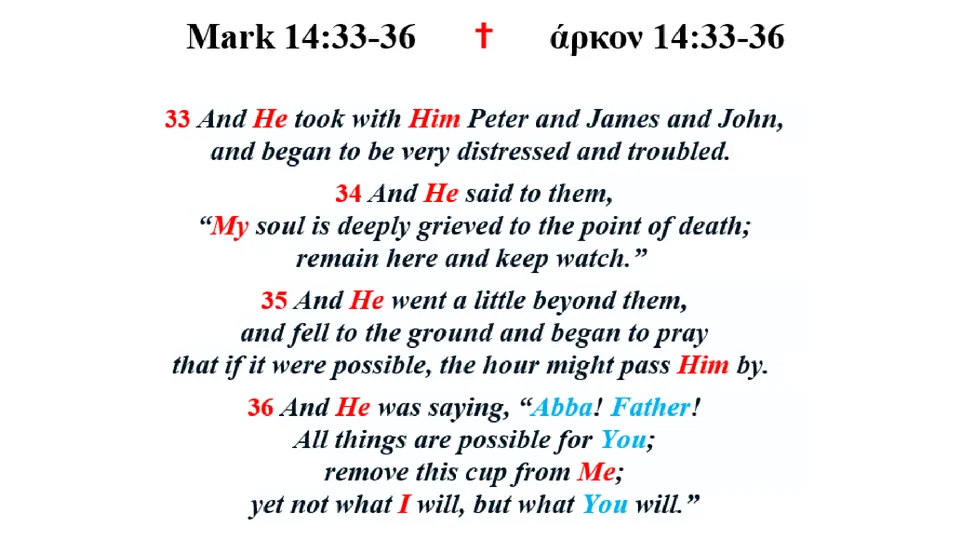 Mark 14:33-36 ✝ άρκον 14:33-36
33 And He took with Him Peter and James and John,
and began to be very distressed and troubled.
34 And He said to them,
“My soul is deeply grieved to the point of death;
remain here and keep watch.”
35 And He went a little beyond them,
and fell to the ground and began to pray
that if it were possible, the hour might pass Him by.
36 And He was saying, “Abba! Father!
All things are possible for You;
remove this cup from Me;
yet not what I will, but what You will.”